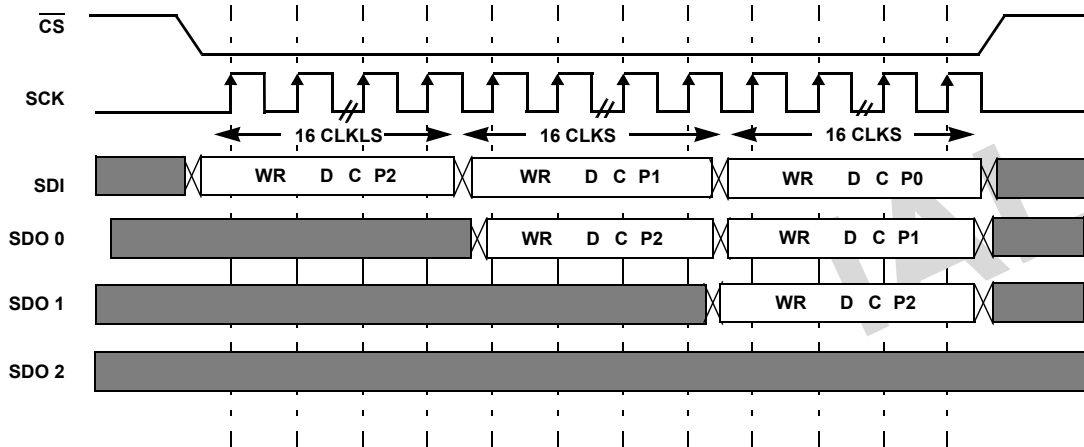 CS
SCK
16 CLKLS 16 CLKS 16 CLKS
SDI WR D C P2 WR D C P1 WR D C P0
SDO 0 WR D C P2 WR D C P1
SDO 1 WR D C P2
SDO 2